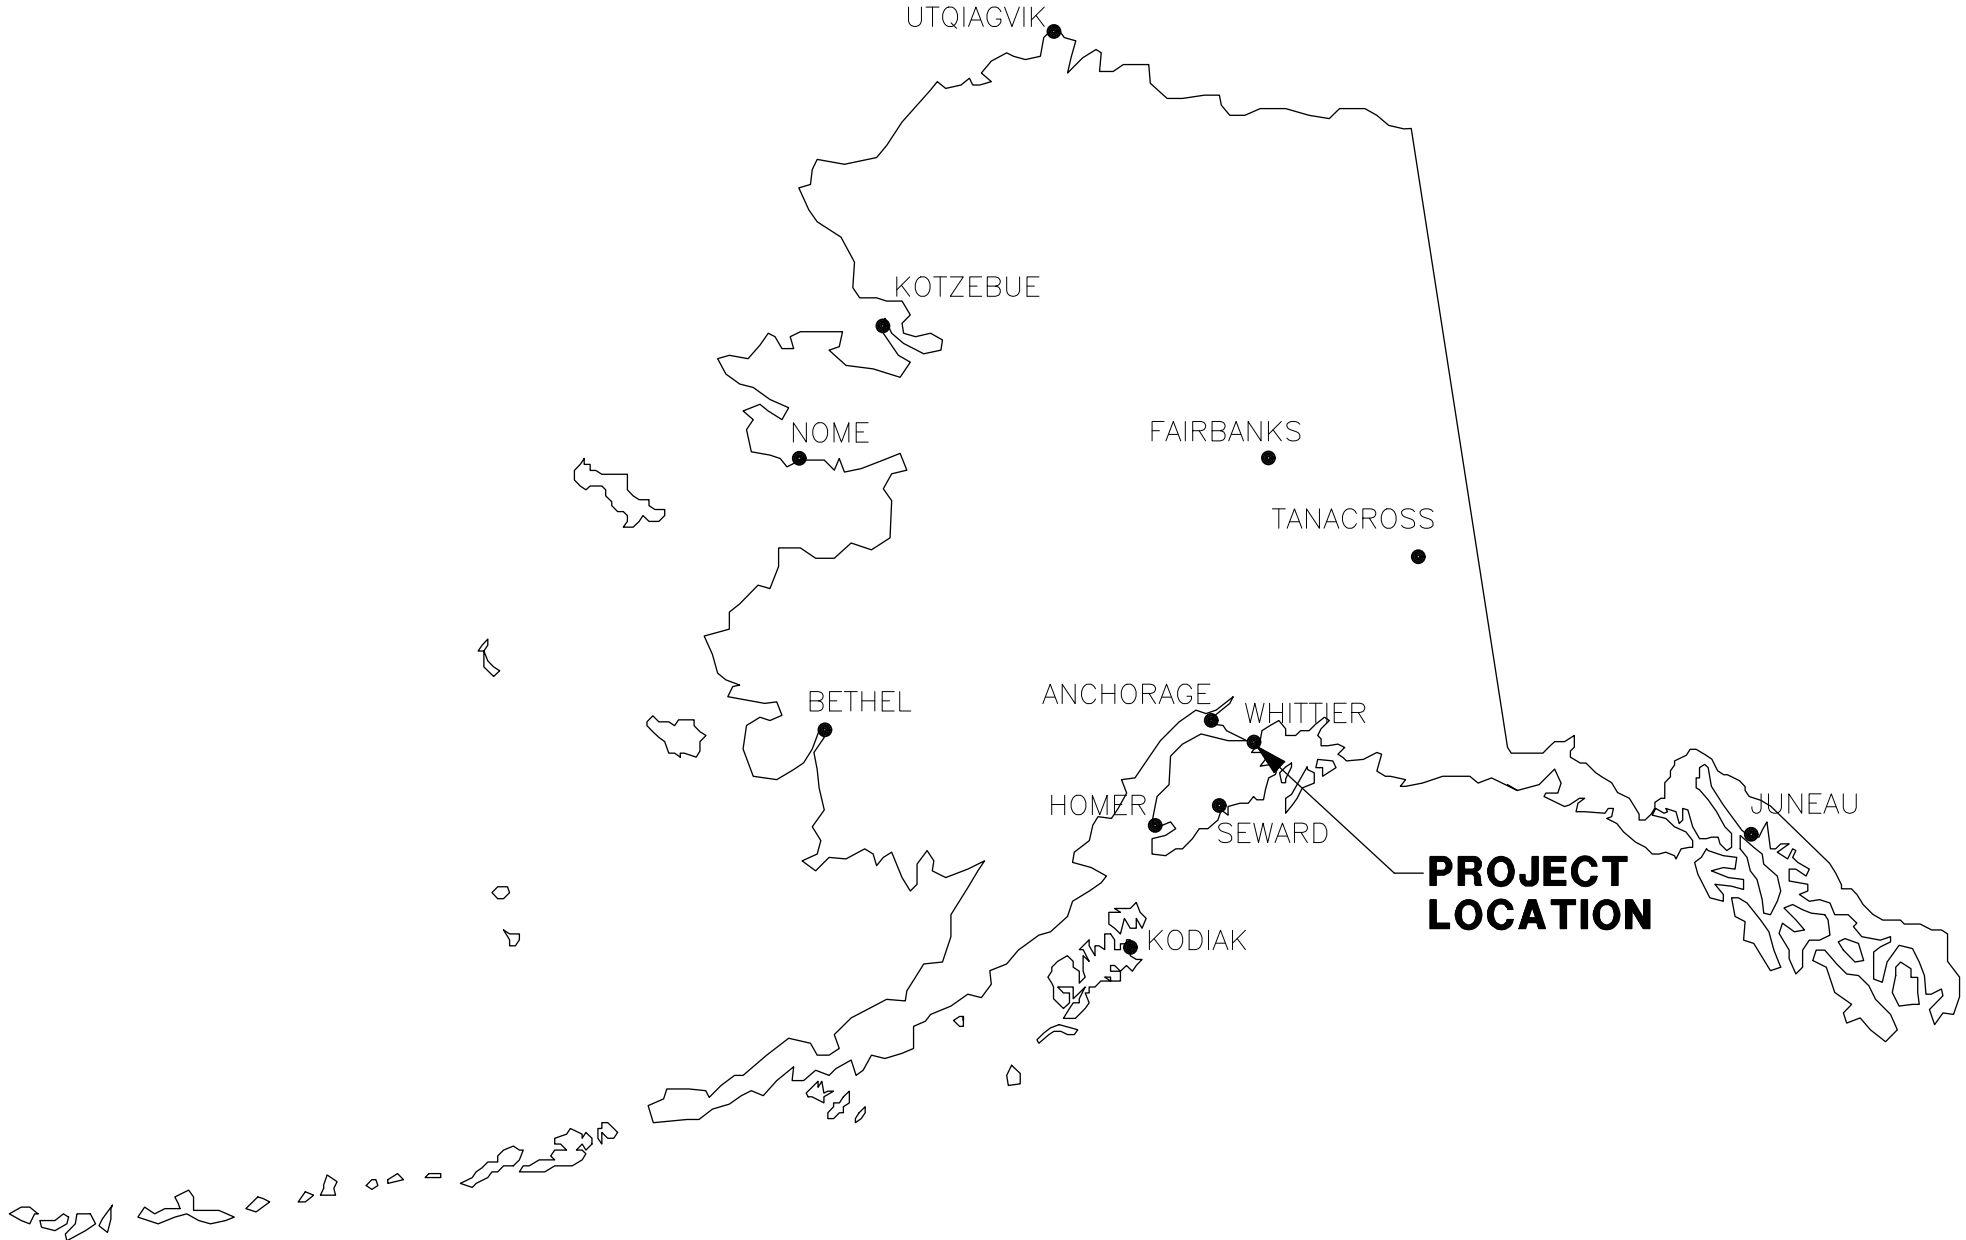 UTQIAGVIK
KOTZEBUE
NOME
FAIRBANKS
TANACROSS
ANCHORAGE
BETHEL
WHITTIER
HOMER
JUNEAU
SEWARD
PROJECT
LOCATION
KODIAK